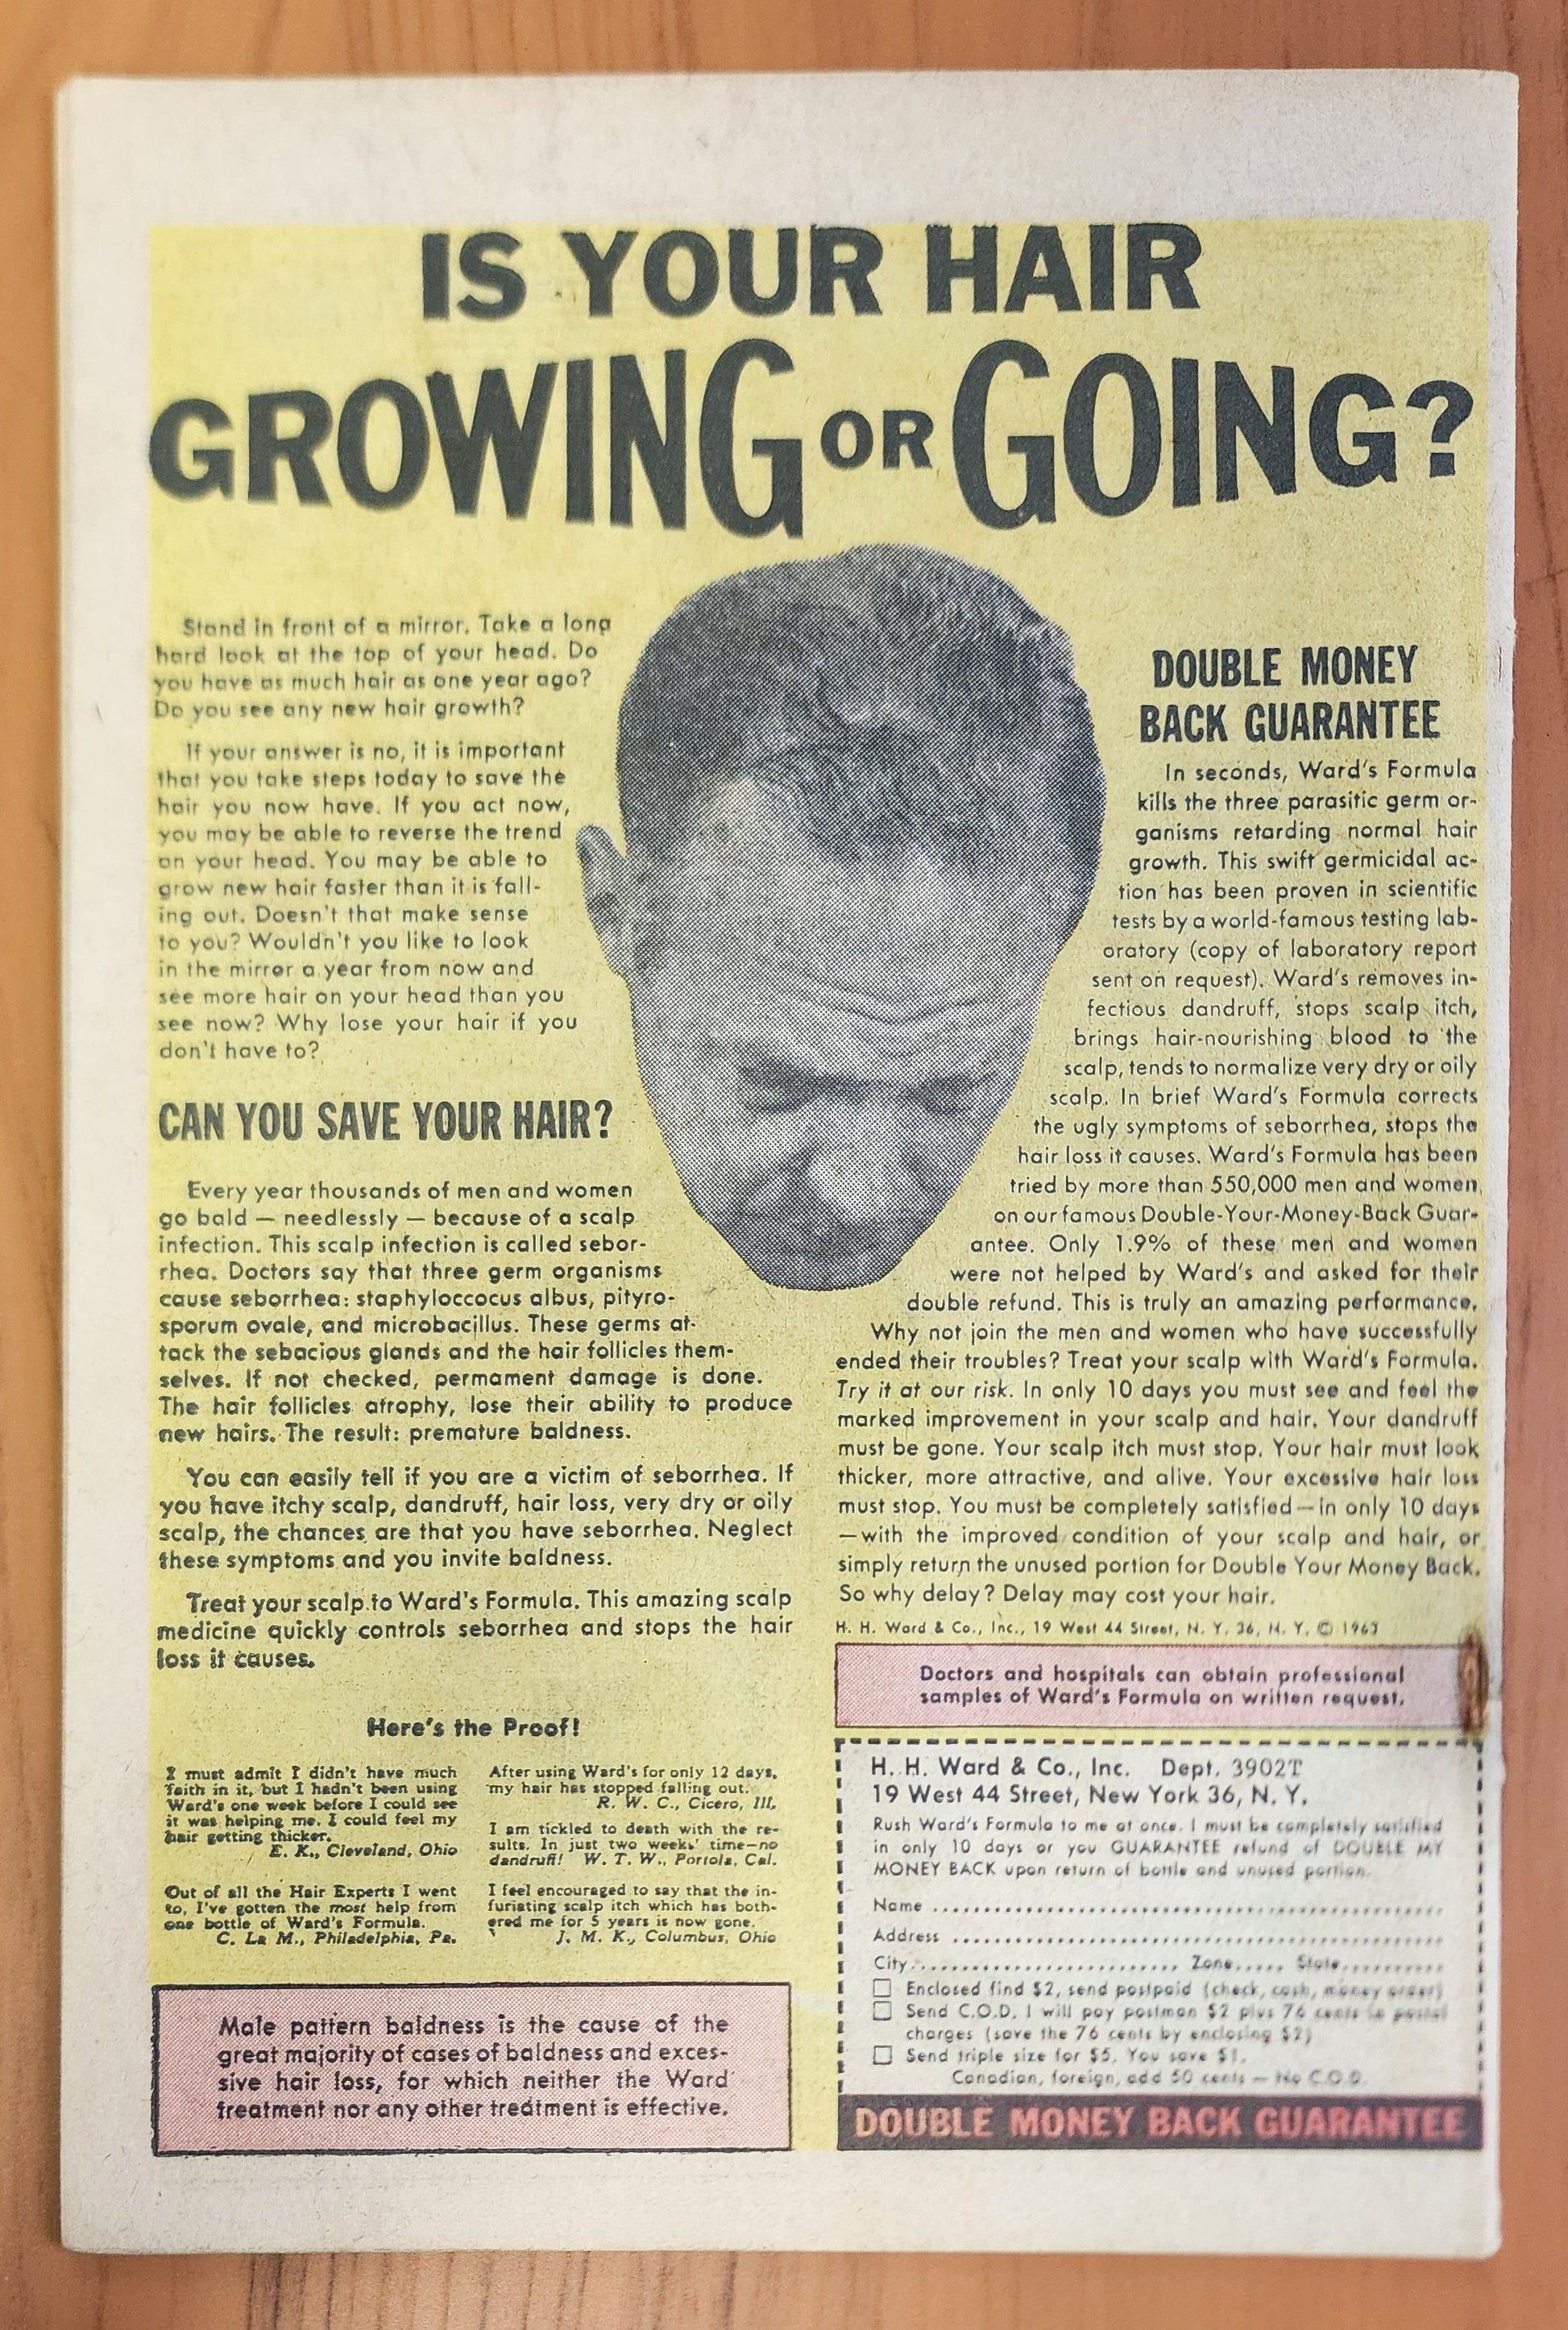 IS YOUR HAIR
GROWING OR GOING?
Stand in front of a mirror. Take a long
hard look at the top of your head. Do
you have as much hair as one year ago?
Do you see any new hair growth?
If your answer is no, it is important
that you take steps today to save the
hair you now have. If you act now,
you may be able to reverse the trend
on your head. You may be able to
grow new hair faster than it is fall-
ing out. Doesn't that make sense
to you? Wouldn't you like to look
in the mirror a year from now and
see more hair on your head than you
see now? Why lose your hair if you
don't have to?
CAN YOU SAVE YOUR HAIR?
Every year thousands of men and women
go bald — needlessly — because of a scalp
infection. This scalp infection is called sebor-
rhea. Doctors say that three germ organisms
cause seborrhea: staphyloccocus albus, pityro-
sporum ovale, and microbacillus. These germs at-
tack the sebacious glands and the hair follicles them-
selves. If not checked, permament damage is done.
The hair follicles atrophy, lose their ability to produce
new hairs. The result: premature baldness.
You can easily tell if you are a victim of seborrhea. If
you have itchy scalp, dandruff, hair loss, very dry or oily
scalp, the chances are that you have seborrhea. Neglect
these symptoms and you invite baldness.
Treat your scalp to Ward's Formula. This amazing scalp
medicine quickly controls seborrhea and stops the hair
loss it causes.
Here's the Proof!
I must admit I didn't have much
faith in it, but I hadn't been using
Ward's one week before I could see
it was helping me. I could feel my
hair getting thicker.
E. K., Cleveland, Ohio
Out of all the Hair Experts I went
to, I've gotten the most help from
one bottle of Ward's Formula.
C. La M., Philadelphia, Pa.
After using Ward's for only 12 days,
my hair has stopped falling out.
R. W. C., Cicero, Ill.
I am tickled to death with the re-
sults. In just two weeks' time—no
dandruff! W. T. W., Portola, Cal.
I feel encouraged to say that the in-
furiating scalp itch which has both-
ered me for 5 years is now gone.
J. M. K., Columbus, Ohio
Male pattern baldness is the cause of the
great majority of cases of baldness and exces-
sive hair loss, for which neither the Ward
treatment nor any other treatment is effective.
DOUBLE MONEY
BACK GUARANTEE
In seconds, Ward's Formula
kills the three parasitic germ or-
ganisms retarding normal hair
growth. This swift germicidal ac-
tion has been proven in scientific
tests by a world-famous testing lab-
oratory (copy of laboratory report
sent on request). Ward's removes in-
fectious dandruff, stops scalp itch,
brings hair-nourishing blood to the
scalp, tends to normalize very dry or oily
scalp. In brief Ward's Formula corrects
the ugly symptoms of seborrhea, stops the
hair loss it causes. Ward's Formula has been
tried by more than 550,000 men and women
on our famous Double-Your-Money-Back Guar-
antee. Only 1.9% of these men and women
were not helped by Ward's and asked for their
double refund. This is truly an amazing performance.
Why not join the men and women who have successfully
ended their troubles? Treat your scalp with Ward's Formula.
Try it at our risk. In only 10 days you must see and feel the
marked improvement in your scalp and hair. Your dandruff
must be gone. Your scalp itch must stop. Your hair must look
thicker, more attractive, and alive. Your excessive hair loss
must stop. You must be completely satisfied—in only 10 days
—with the improved condition of your scalp and hair, or
simply return the unused portion for Double Your Money Back.
So why delay? Delay may cost your hair.
H. H. Ward & Co., Inc., 19 West 44 Street, N. Y. 36, N. Y. © 1963
Doctors and hospitals can obtain professional
samples of Ward's Formula on written request.
H. H. Ward & Co., Inc. Dept. 3902T
19 West 44 Street, New York 36, N. Y.
Rush Ward's Formula to me at once. I must be completely satisfied
in only 10 days or you GUARANTEE refund of DOUBLE MY
MONEY BACK upon return of bottle and unused portion.
Name
Address
City Zone State
Enclosed find $2, send postpaid (check, cash, money order)
Send C.O.D. I will pay postman $2 plus 76 cents in postal
charges (save the 76 cents by enclosing $2)
Send triple size for $5. You save $1.
Canadian, foreign, add 50 cents — No C.O.D.
DOUBLE MONEY BACK GUARANTEE